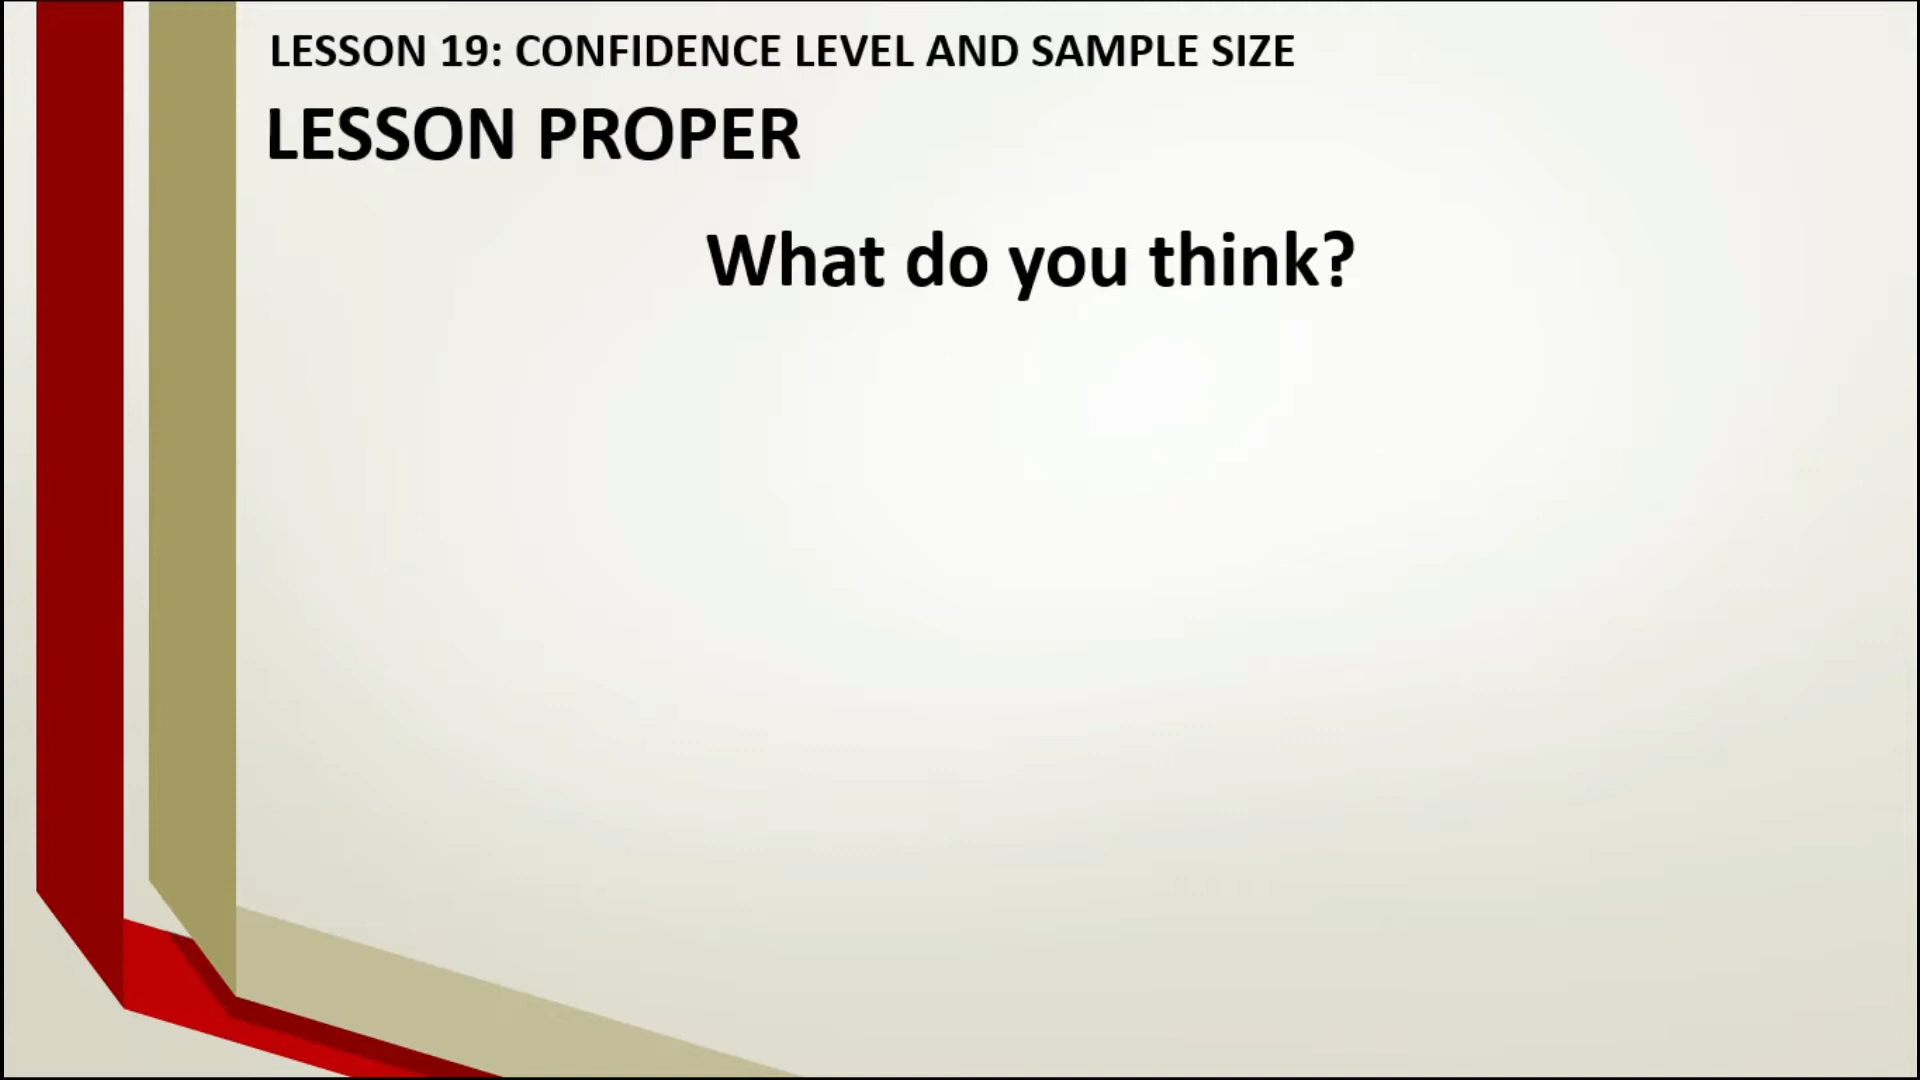 LESSON 19: CONFIDENCE LEVEL AND SAMPLE SIZE
LESSON PROPER
What do you think?